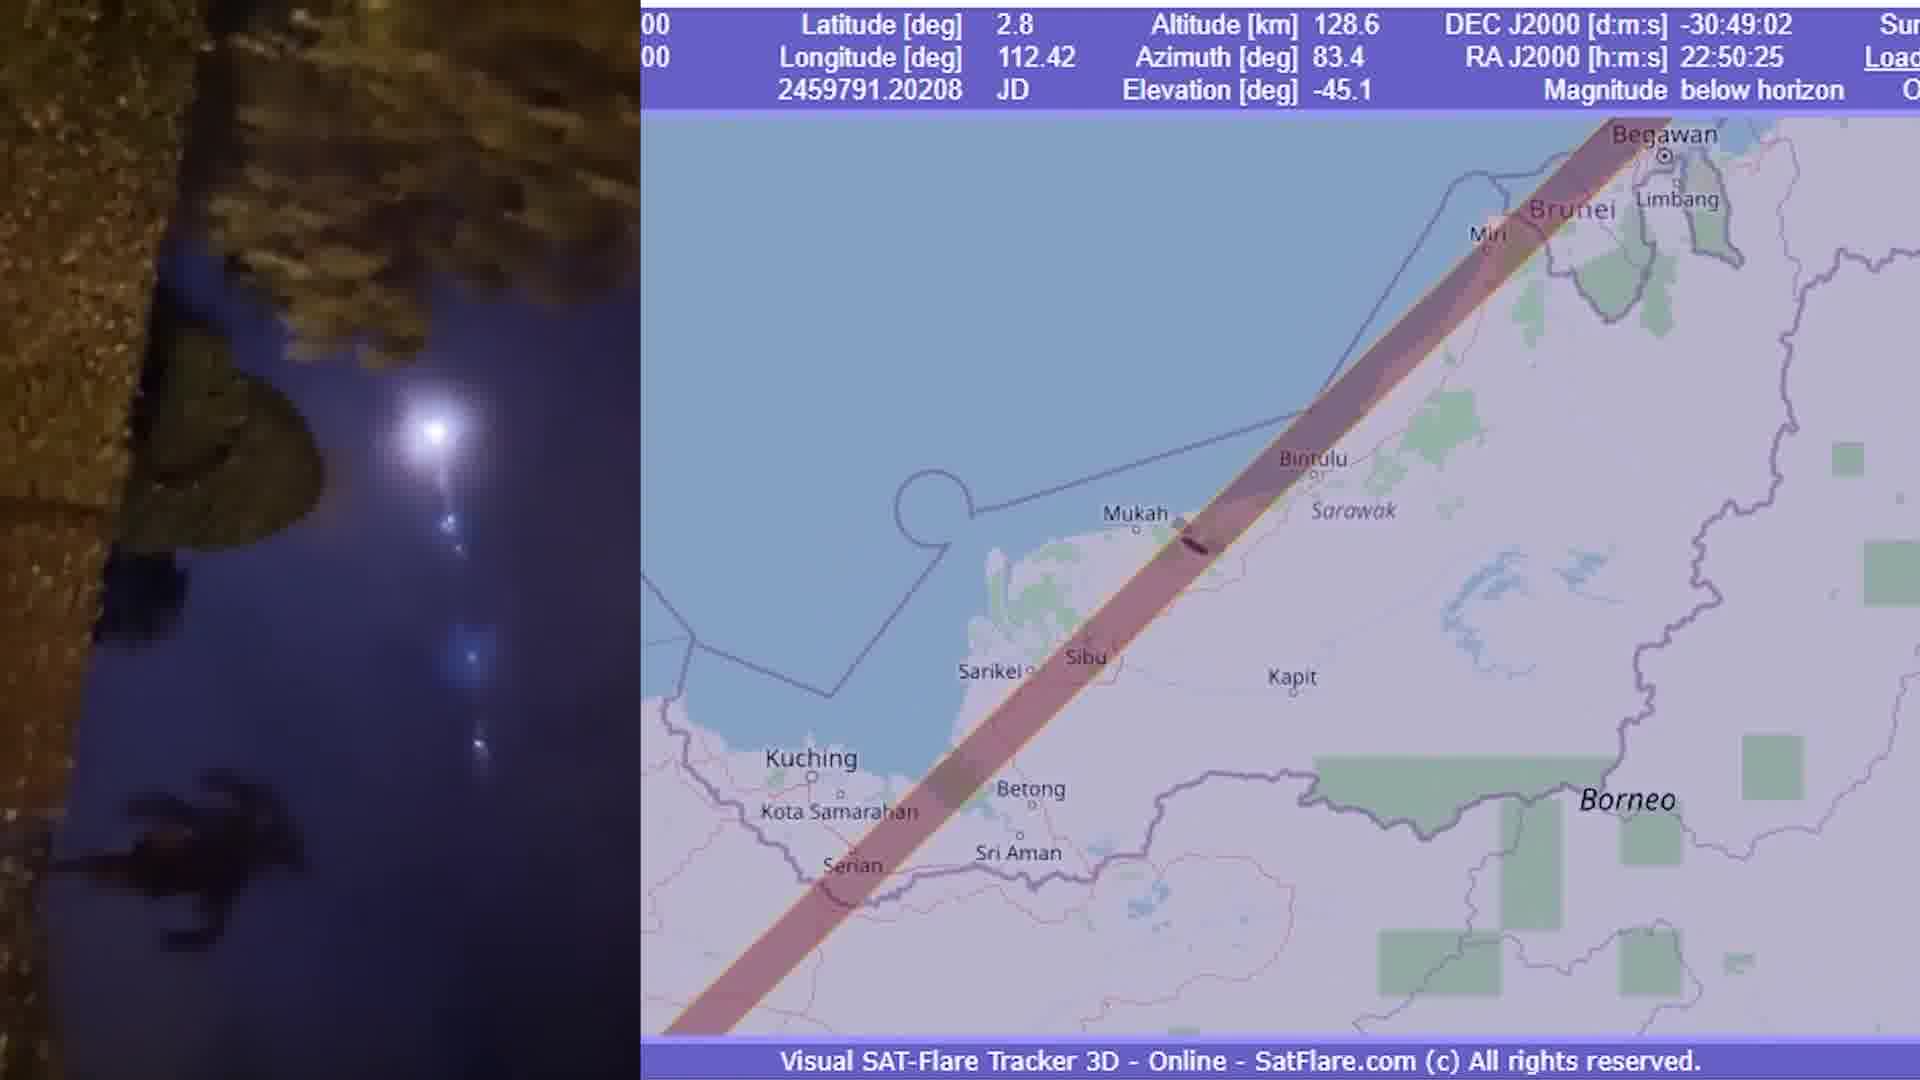 00 Latitude [deg] 2.8 Altitude [km] 128.6 DEC J2000 [d:m:s] -30:49:02
00 Longitude [deg] 112.42 Azimuth [deg] 83.4 RA J2000 [h:m:s] 22:50:25
2459791.20208 JD Elevation [deg] -45.1 Magnitude below horizon
Begawan
Limbang
Brunei
Miri
Bintulu
Sarawak
Mukah
Sibu
Sarikei
Kapit
Kuching
Betong
Borneo
Kota Samarahan
Sri Aman
Serian
Visual SAT-Flare Tracker 3D - Online - SatFlare.com (c) All rights reserved.